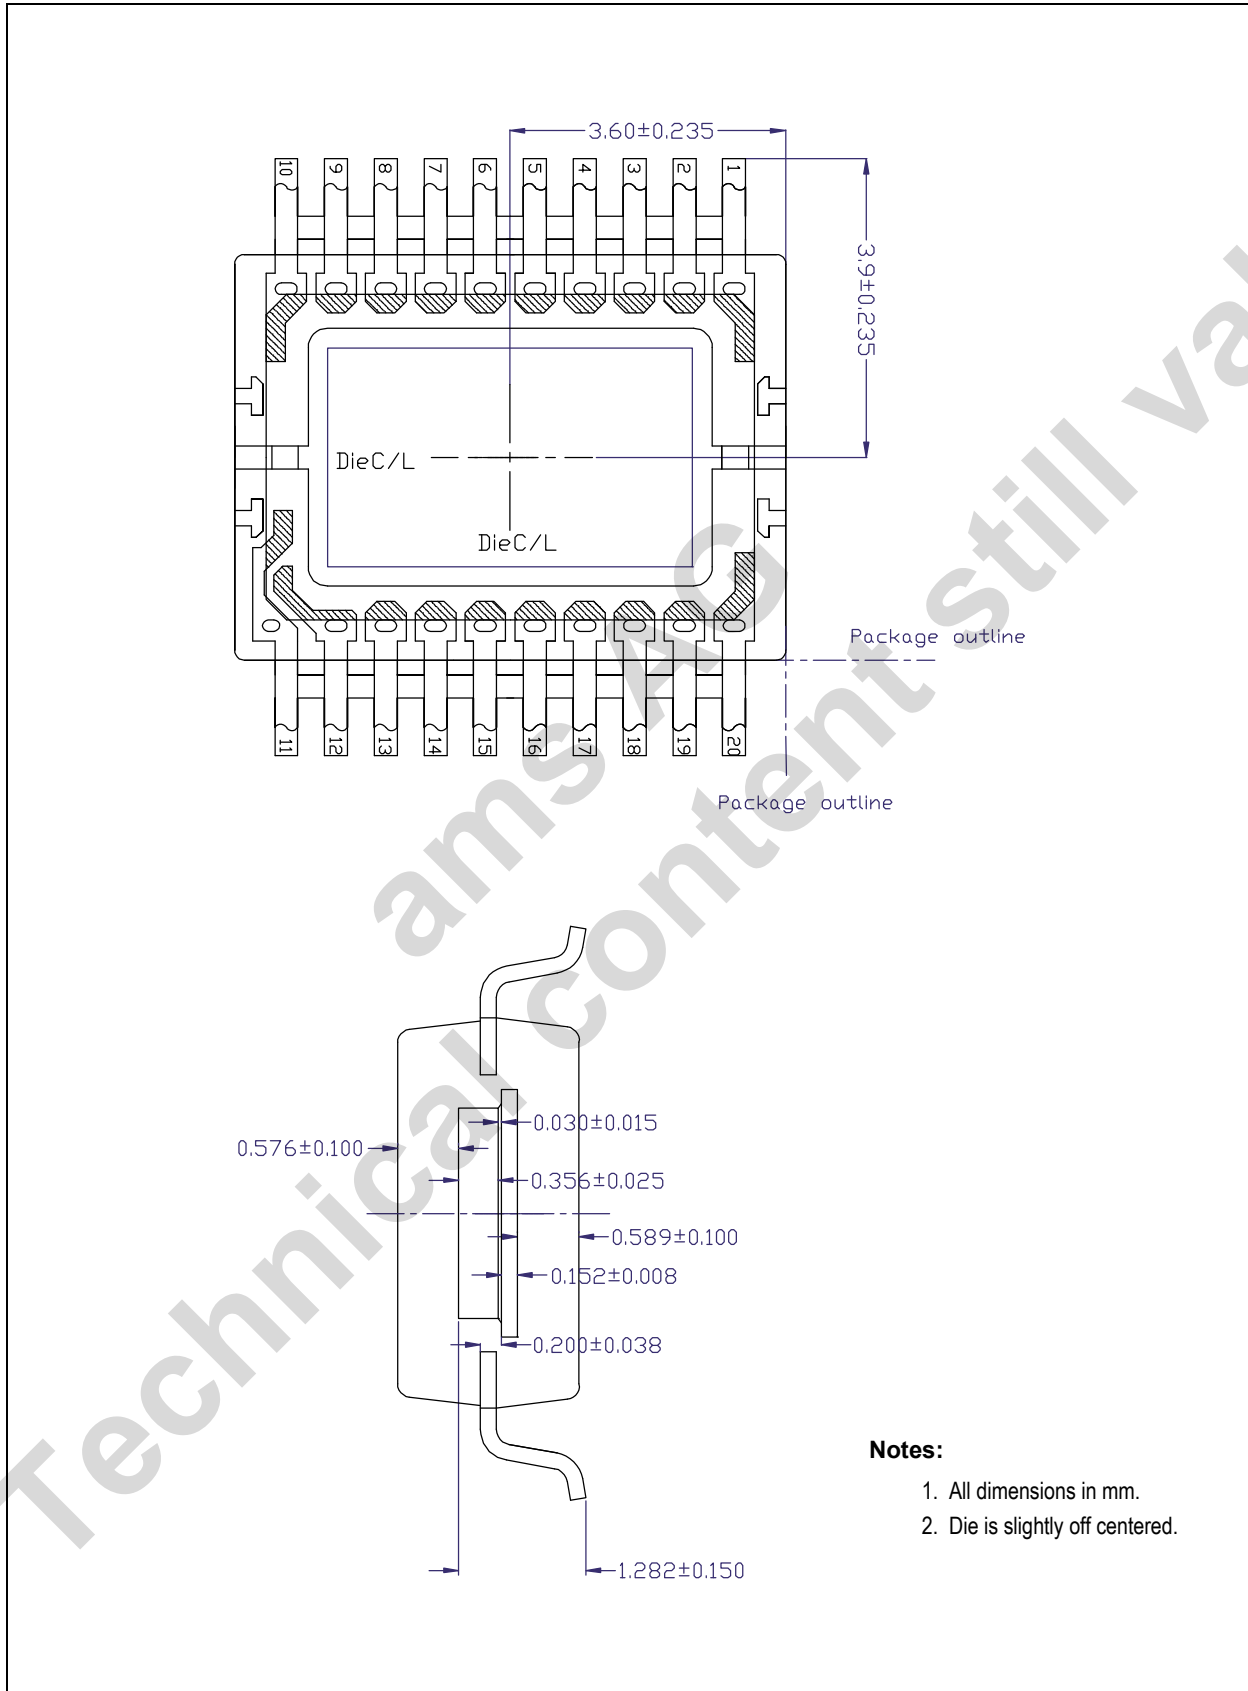 3.60±0.235
10 9 8 7 6 5 4 3 2 1
3.9±0.235
DieC/L
DieC/L
Package outline
11 12 13 14 15 16 17 18 19 20
Package outline
ams AG
Technical content still val
0.030±0.015
0.576±0.100
0.356±0.025
0.589±0.100
0.152±0.008
0.200±0.038
Notes:
1. All dimensions in mm.
2. Die is slightly off centered.
1.282±0.150